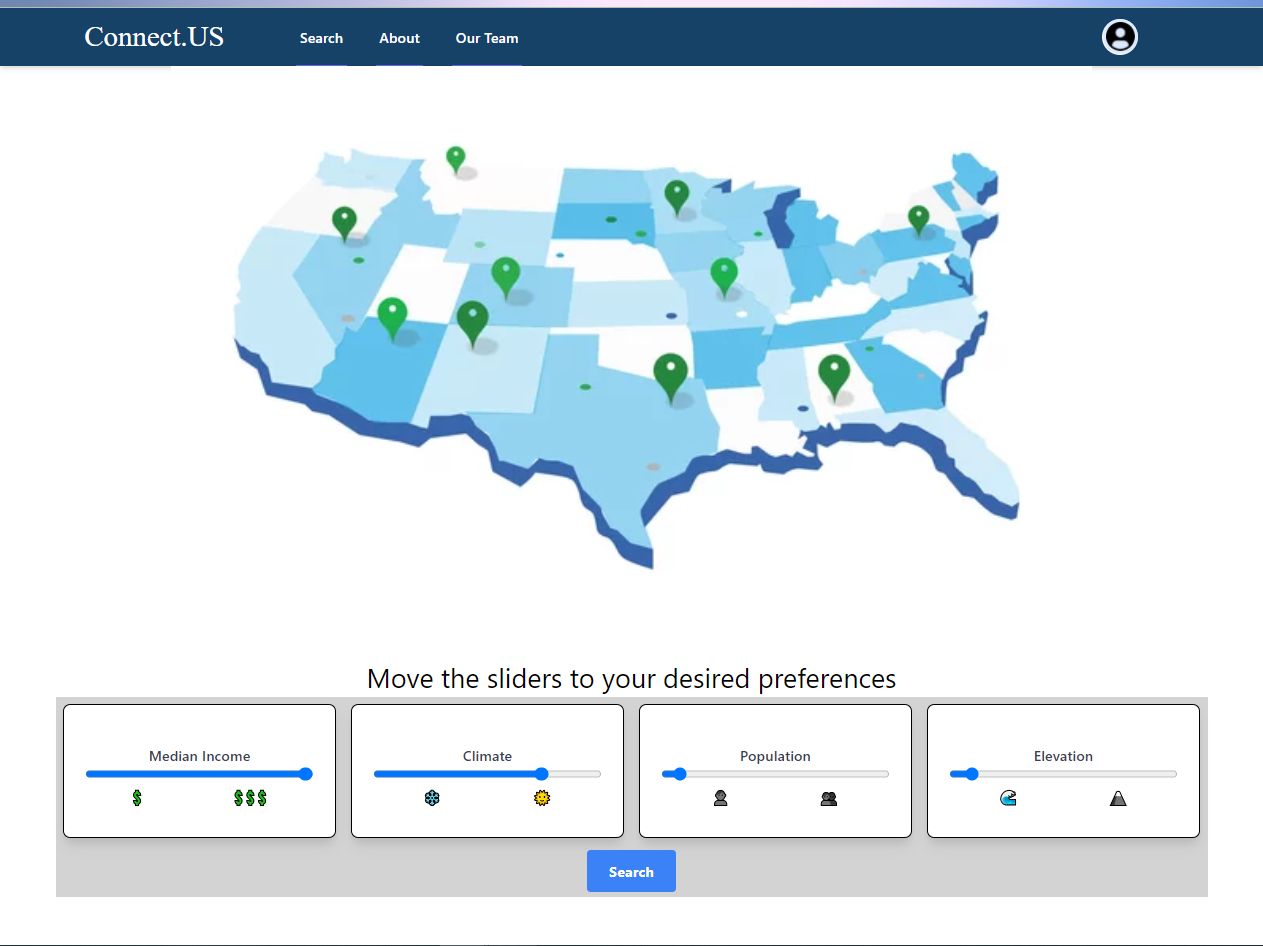 Connect.US
Search
About
Our Team
Move the sliders to your desired preferences
Median Income
Climate
Population
Elevation
Search